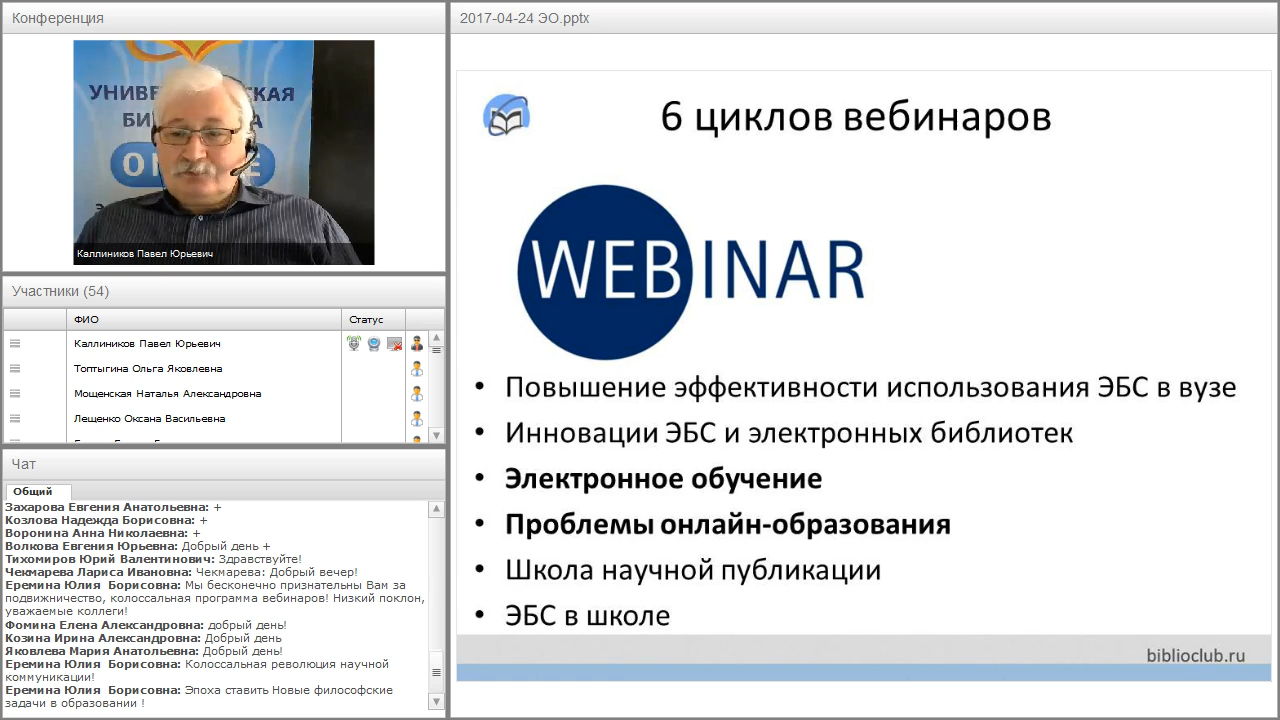 Конференция
УНИВЕ СКАЯ
Каллиников Павел Юрьевич
Участники (54)
ФИО Статус
Каллиников Павел Юрьевич
Топтыгина Ольга Яковлевна
Мощенская Наталья Александровна
Лещенко Оксана Васильевна
Чат
Общий
Захарова Евгения Анатольевна: +
Козлова Надежда Борисовна: +
Воронина Анна Николаевна: +
Волкова Евгения Юрьевна: Добрый день +
Тихомиров Юрий Валентинович: Здравствуйте!
Чекмарева Лариса Ивановна: Чекмарева: Добрый вечер!
Еремина Юлия Борисовна: Мы бесконечно признательны Вам за
подвижничество, колоссальная программа вебинаров! Низкий поклон,
уважаемые коллеги!
Фомина Елена Александровна: добрый день!
Козина Ирина Александровна: Добрый день
Яковлева Мария Анатольевна: Добрый день!
Еремина Юлия Борисовна: Колоссальная революция научной
коммуникации!
Еремина Юлия Борисовна: Эпоха ставить Новые философские
задачи в образовании !
2017-04-24 ЭО.pptx
6 циклов вебинаров
WEBINAR
• Повышение эффективности использования ЭБС в вузе
• Инновации ЭБС и электронных библиотек
• Электронное обучение
• Проблемы онлайн-образования
• Школа научной публикации
• ЭБС в школе
biblioclub.ru